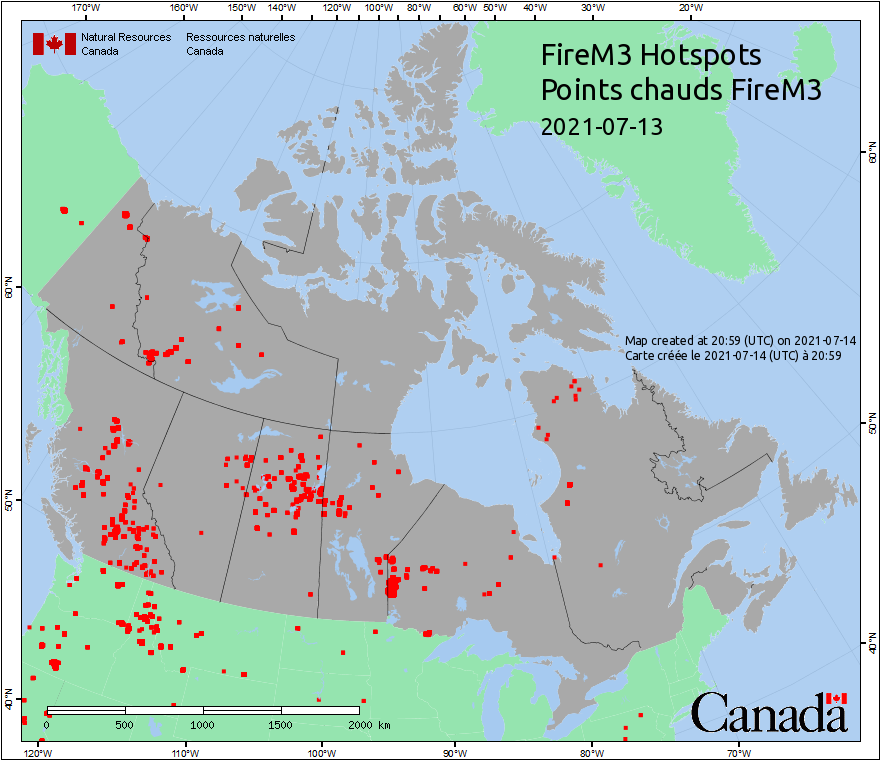 170°W 160°W 150°W 140°W 120°W 100°W 80°W 60°W 50°W 40°W 30°W 20°W
Natural Resources Ressources naturelles
Canada Canada
FireM3 Hotspots
Points chauds FireM3
2021-07-13
60°N
60°N
Map created at 20:59 (UTC) on 2021-07-14
Carte créée le 2021-07-14 (UTC) à 20:59
50°N
50°N
40°N
40°N
Canada
0 500 1000 1500 2000 km
120°W 110°W 100°W 90°W 80°W 70°W